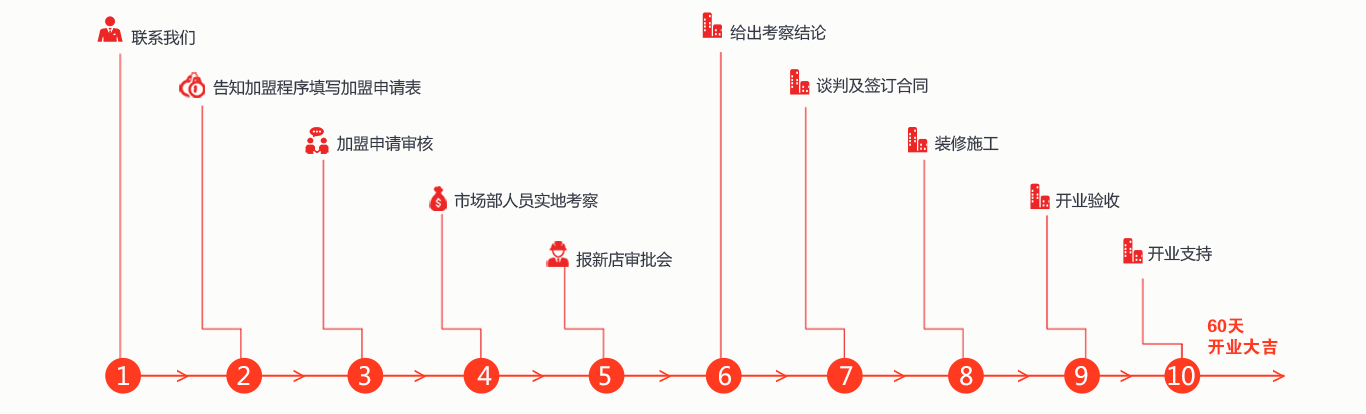 联系我们
告知加盟程序填写加盟申请表
加盟申请审核
市场部人员实地考察
报新店审批会
给出考察结论
谈判及签订合同
装修施工
开业验收
开业支持
60天
开业大吉
1 2 3 4 5 6 7 8 9 10